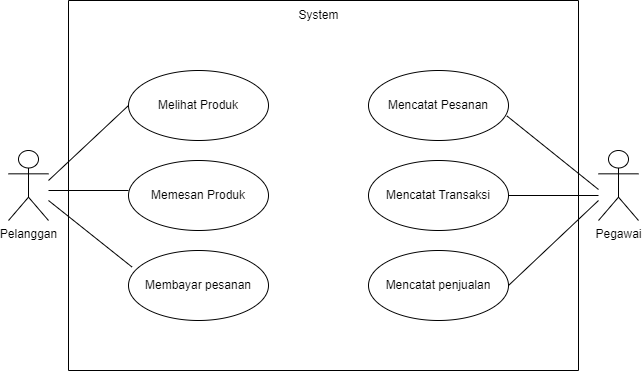 System
Melihat Produk
Mencatat Pesanan
Memesan Produk
Mencatat Transaksi
Pelanggan
Pegawai
Membayar pesanan
Mencatat penjualan